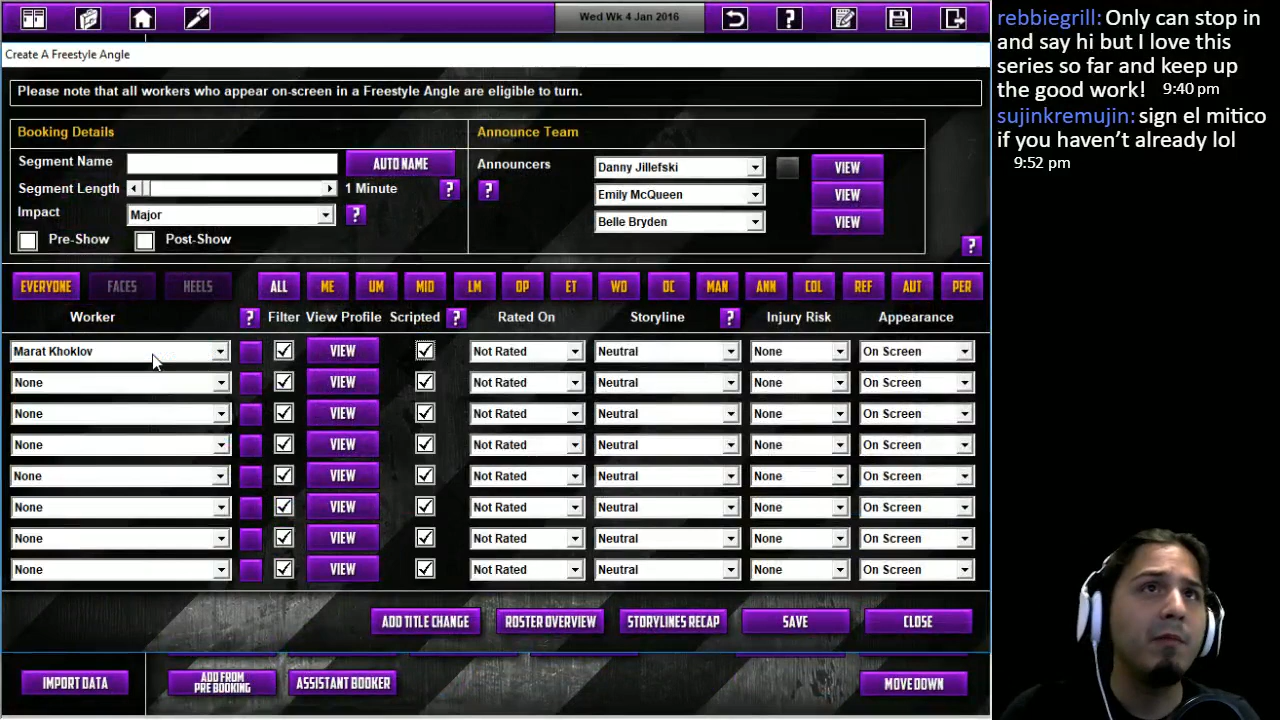 Wed Wk 4 Jan 2016
?
Create A Freestyle Angle
Please note that all workers who appear on-screen in a Freestyle Angle are eligible to turn.
Booking Details
Segment Name
AUTO NAME
Segment Length
1 Minute
?
Impact
Major
?
Pre-Show
Post-Show
Announce Team
Announcers
Danny Jillefski
VIEW
?
Emily McQueen
VIEW
Belle Bryden
VIEW
?
EVERYONE FACES HEELS ALL ME UM MID LM OP ET WO DC MAN ANN COL REF AUT PER
Worker ? Filter View Profile Scripted ? Rated On Storyline ? Injury Risk Appearance
Marat Khoklov VIEW Not Rated Neutral None On Screen
None VIEW Not Rated Neutral None On Screen
None VIEW Not Rated Neutral None On Screen
None VIEW Not Rated Neutral None On Screen
None VIEW Not Rated Neutral None On Screen
None VIEW Not Rated Neutral None On Screen
None VIEW Not Rated Neutral None On Screen
None VIEW Not Rated Neutral None On Screen
ADD TITLE CHANGE ROSTER OVERVIEW STORYLINES RECAP SAVE CLOSE
IMPORT DATA
ADD FROM
PRE BOOKING
ASSISTANT BOOKER
MOVE DOWN
rebbiegrill: Only can stop in
and say hi but I love this
series so far and keep up
the good work! 9:40 pm
sujinkremujin: sign el mitico
if you haven't already lol
9:52 pm